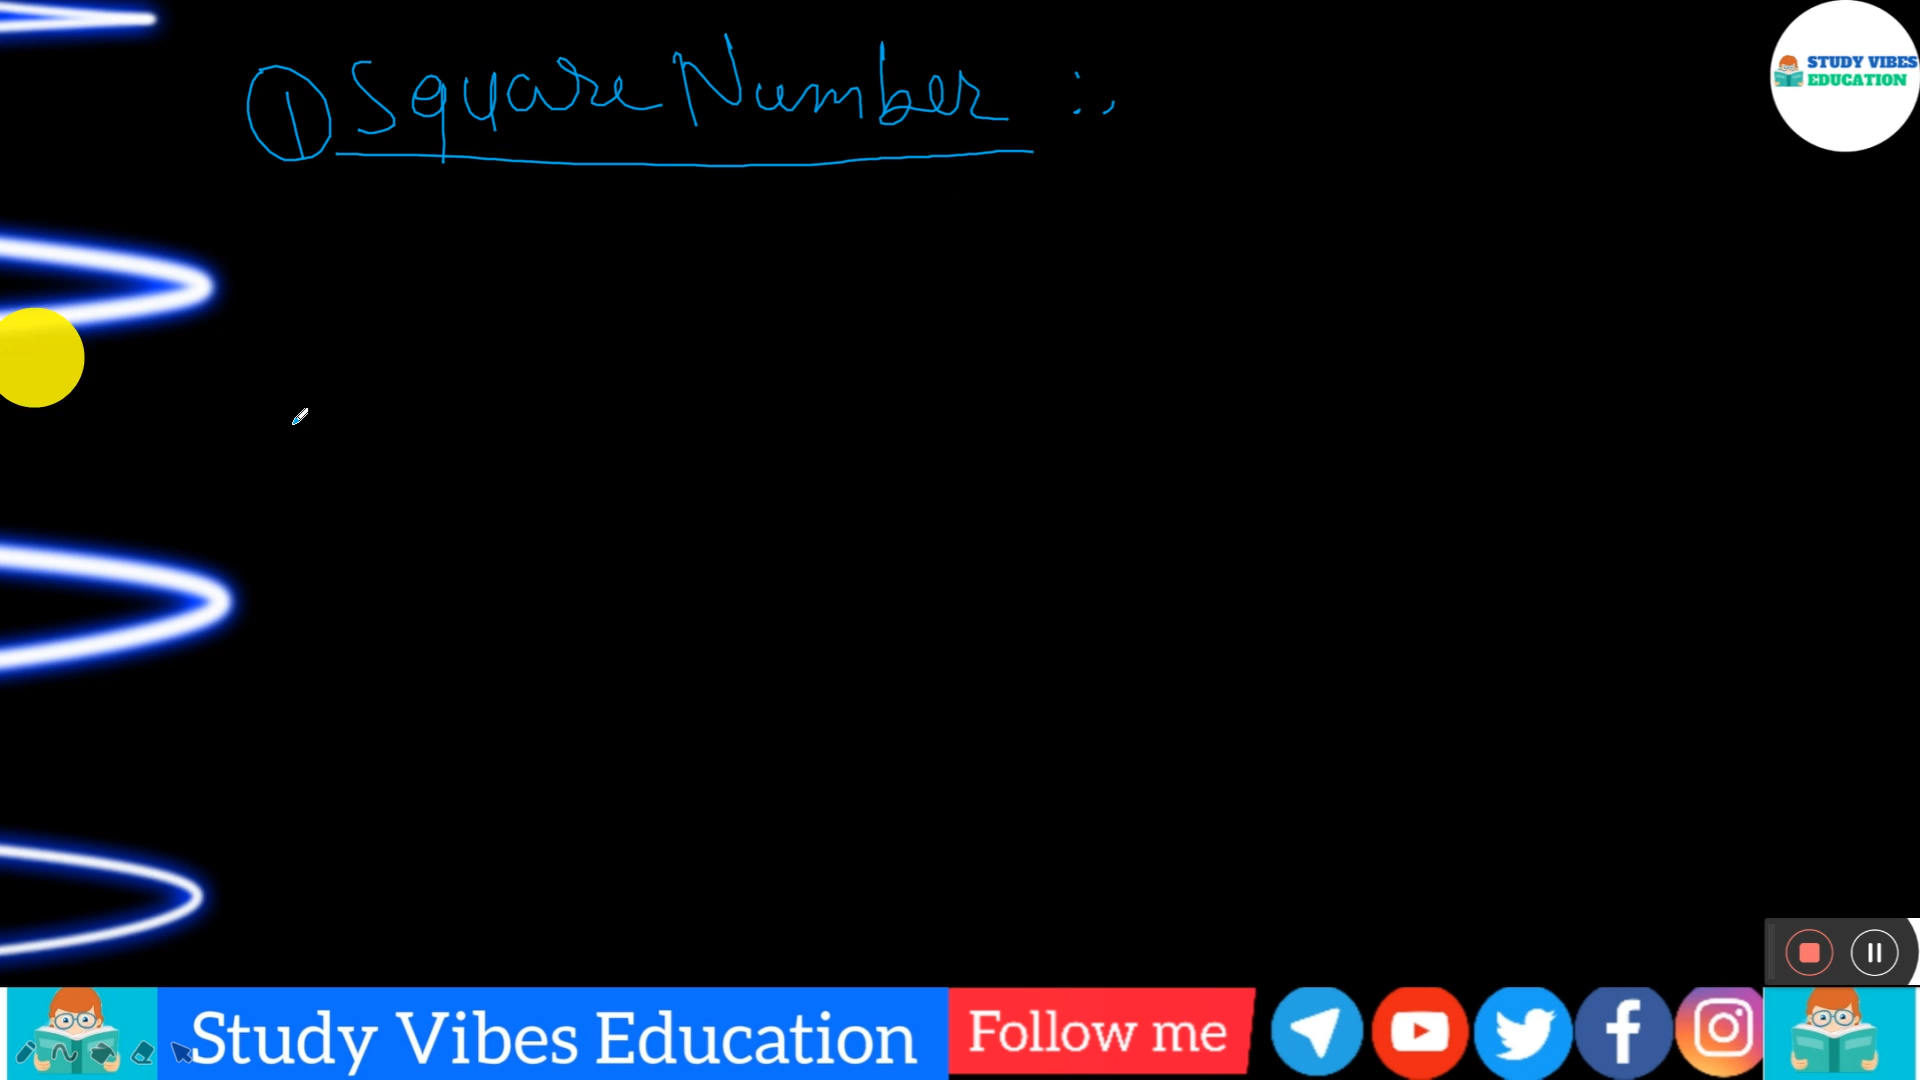 ① Square Number :,
STUDY VIBES
EDUCATION
Study Vibes Education
Follow me